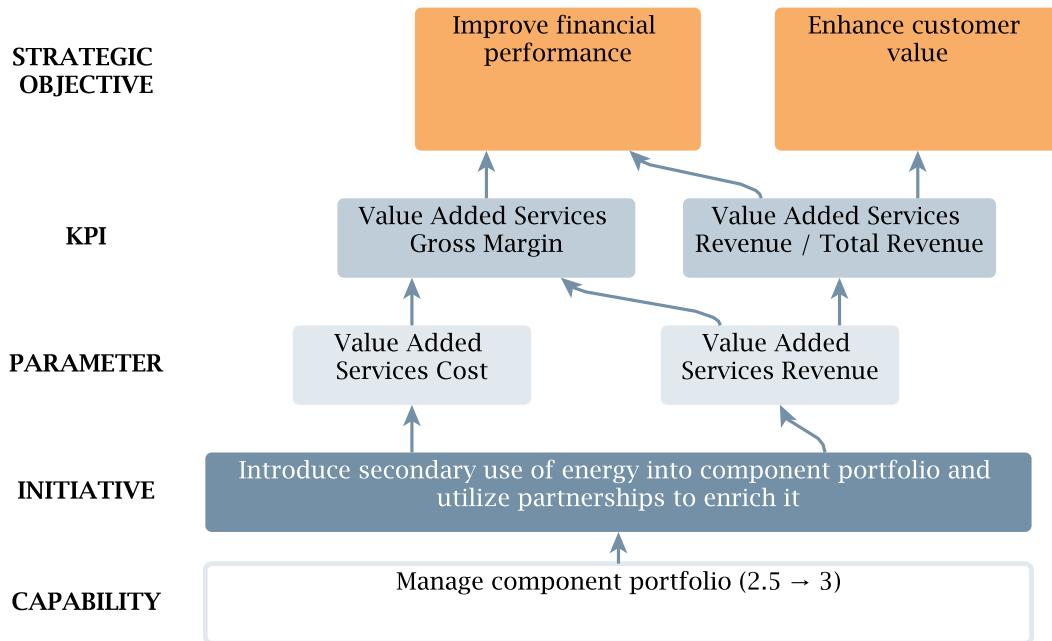 STRATEGIC
OBJECTIVE
Improve financial
performance
Enhance customer
value
KPI
Value Added Services
Gross Margin
Value Added Services
Revenue / Total Revenue
PARAMETER
Value Added
Services Cost
Value Added
Services Revenue
INITIATIVE
Introduce secondary use of energy into component portfolio and
utilize partnerships to enrich it
CAPABILITY
Manage component portfolio (2.5 → 3)